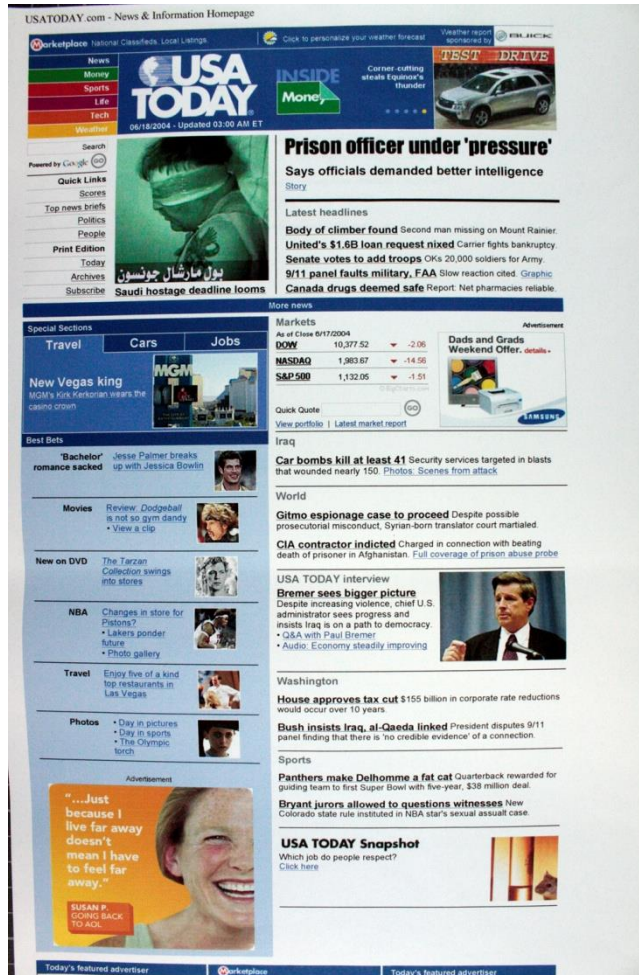 USATODAY.com - News & Information Homepage
Marketplace National Classifieds. Local Listings.
Click to personalize your weather forecast
Weather report
sponsored by BUICK
News
Money
Sports
Life
Tech
Weather
USA
TODAY
06/18/2004 - Updated 03:00 AM ET
INSIDE
Money
Corner-cutting
steals Equinox's
thunder
TEST DRIVE
Search
Powered by Google GO
Quick Links
Scores
Top news briefs
Politics
People
Print Edition
Today
Archives
Subscribe
بول مارشال جونسون
Saudi hostage deadline looms
Prison officer under 'pressure'
Says officials demanded better intelligence
Story
Latest headlines
Body of climber found Second man missing on Mount Rainier.
United's $1.6B loan request nixed Carrier fights bankruptcy.
Senate votes to add troops OKs 20,000 soldiers for Army.
9/11 panel faults military, FAA Slow reaction cited. Graphic
Canada drugs deemed safe Report: Net pharmacies reliable.
More news
Special Sections
Travel
Cars
Jobs
New Vegas king
MGM's Kirk Kerkorian wears the
casino crown
MGM
Markets
As of Close 6/17/2004
DOW 10,377.52 -2.06
NASDAQ 1,983.67 -14.56
S&P 500 1,132.05 -1.51
Quick Quote GO
View portfolio | Latest market report
Advertisement
Dads and Grads
Weekend Offer. details
SAMSUNG
Best Bets
'Bachelor'
romance sacked
Jesse Palmer breaks
up with Jessica Bowlin
Movies
Review: Dodgeball
is not so gym dandy
• View a clip
New on DVD
The Tarzan
Collection swings
into stores
NBA
Changes in store for
Pistons?
• Lakers ponder
future
• Photo gallery
Travel
Enjoy five of a kind
top restaurants in
Las Vegas
Photos
• Day in pictures
• Day in sports
• The Olympic
torch
Advertisement
"...Just
because I
live far away
doesn't
mean I have
to feel far
away."
SUSAN P.
GOING BACK
TO AOL
Iraq
Car bombs kill at least 41 Security services targeted in blasts
that wounded nearly 150. Photos: Scenes from attack
World
Gitmo espionage case to proceed Despite possible
prosecutorial misconduct, Syrian-born translator court martialed.
CIA contractor indicted Charged in connection with beating
death of prisoner in Afghanistan. Full coverage of prison abuse probe
USA TODAY interview
Bremer sees bigger picture
Despite increasing violence, chief U.S.
administrator sees progress and
insists Iraq is on a path to democracy.
• Q&A with Paul Bremer
• Audio: Economy steadily improving
Washington
House approves tax cut $155 billion in corporate rate reductions
would occur over 10 years.
Bush insists Iraq, al-Qaeda linked President disputes 9/11
panel finding that there is 'no credible evidence' of a connection.
Sports
Panthers make Delhomme a fat cat Quarterback rewarded for
guiding team to first Super Bowl with five-year, $38 million deal.
Bryant jurors allowed to questions witnesses New
Colorado state rule instituted in NBA star's sexual assualt case.
USA TODAY Snapshot
Which job do people respect?
Click here
Today's featured advertiser
Marketplace
Today's featured advertiser